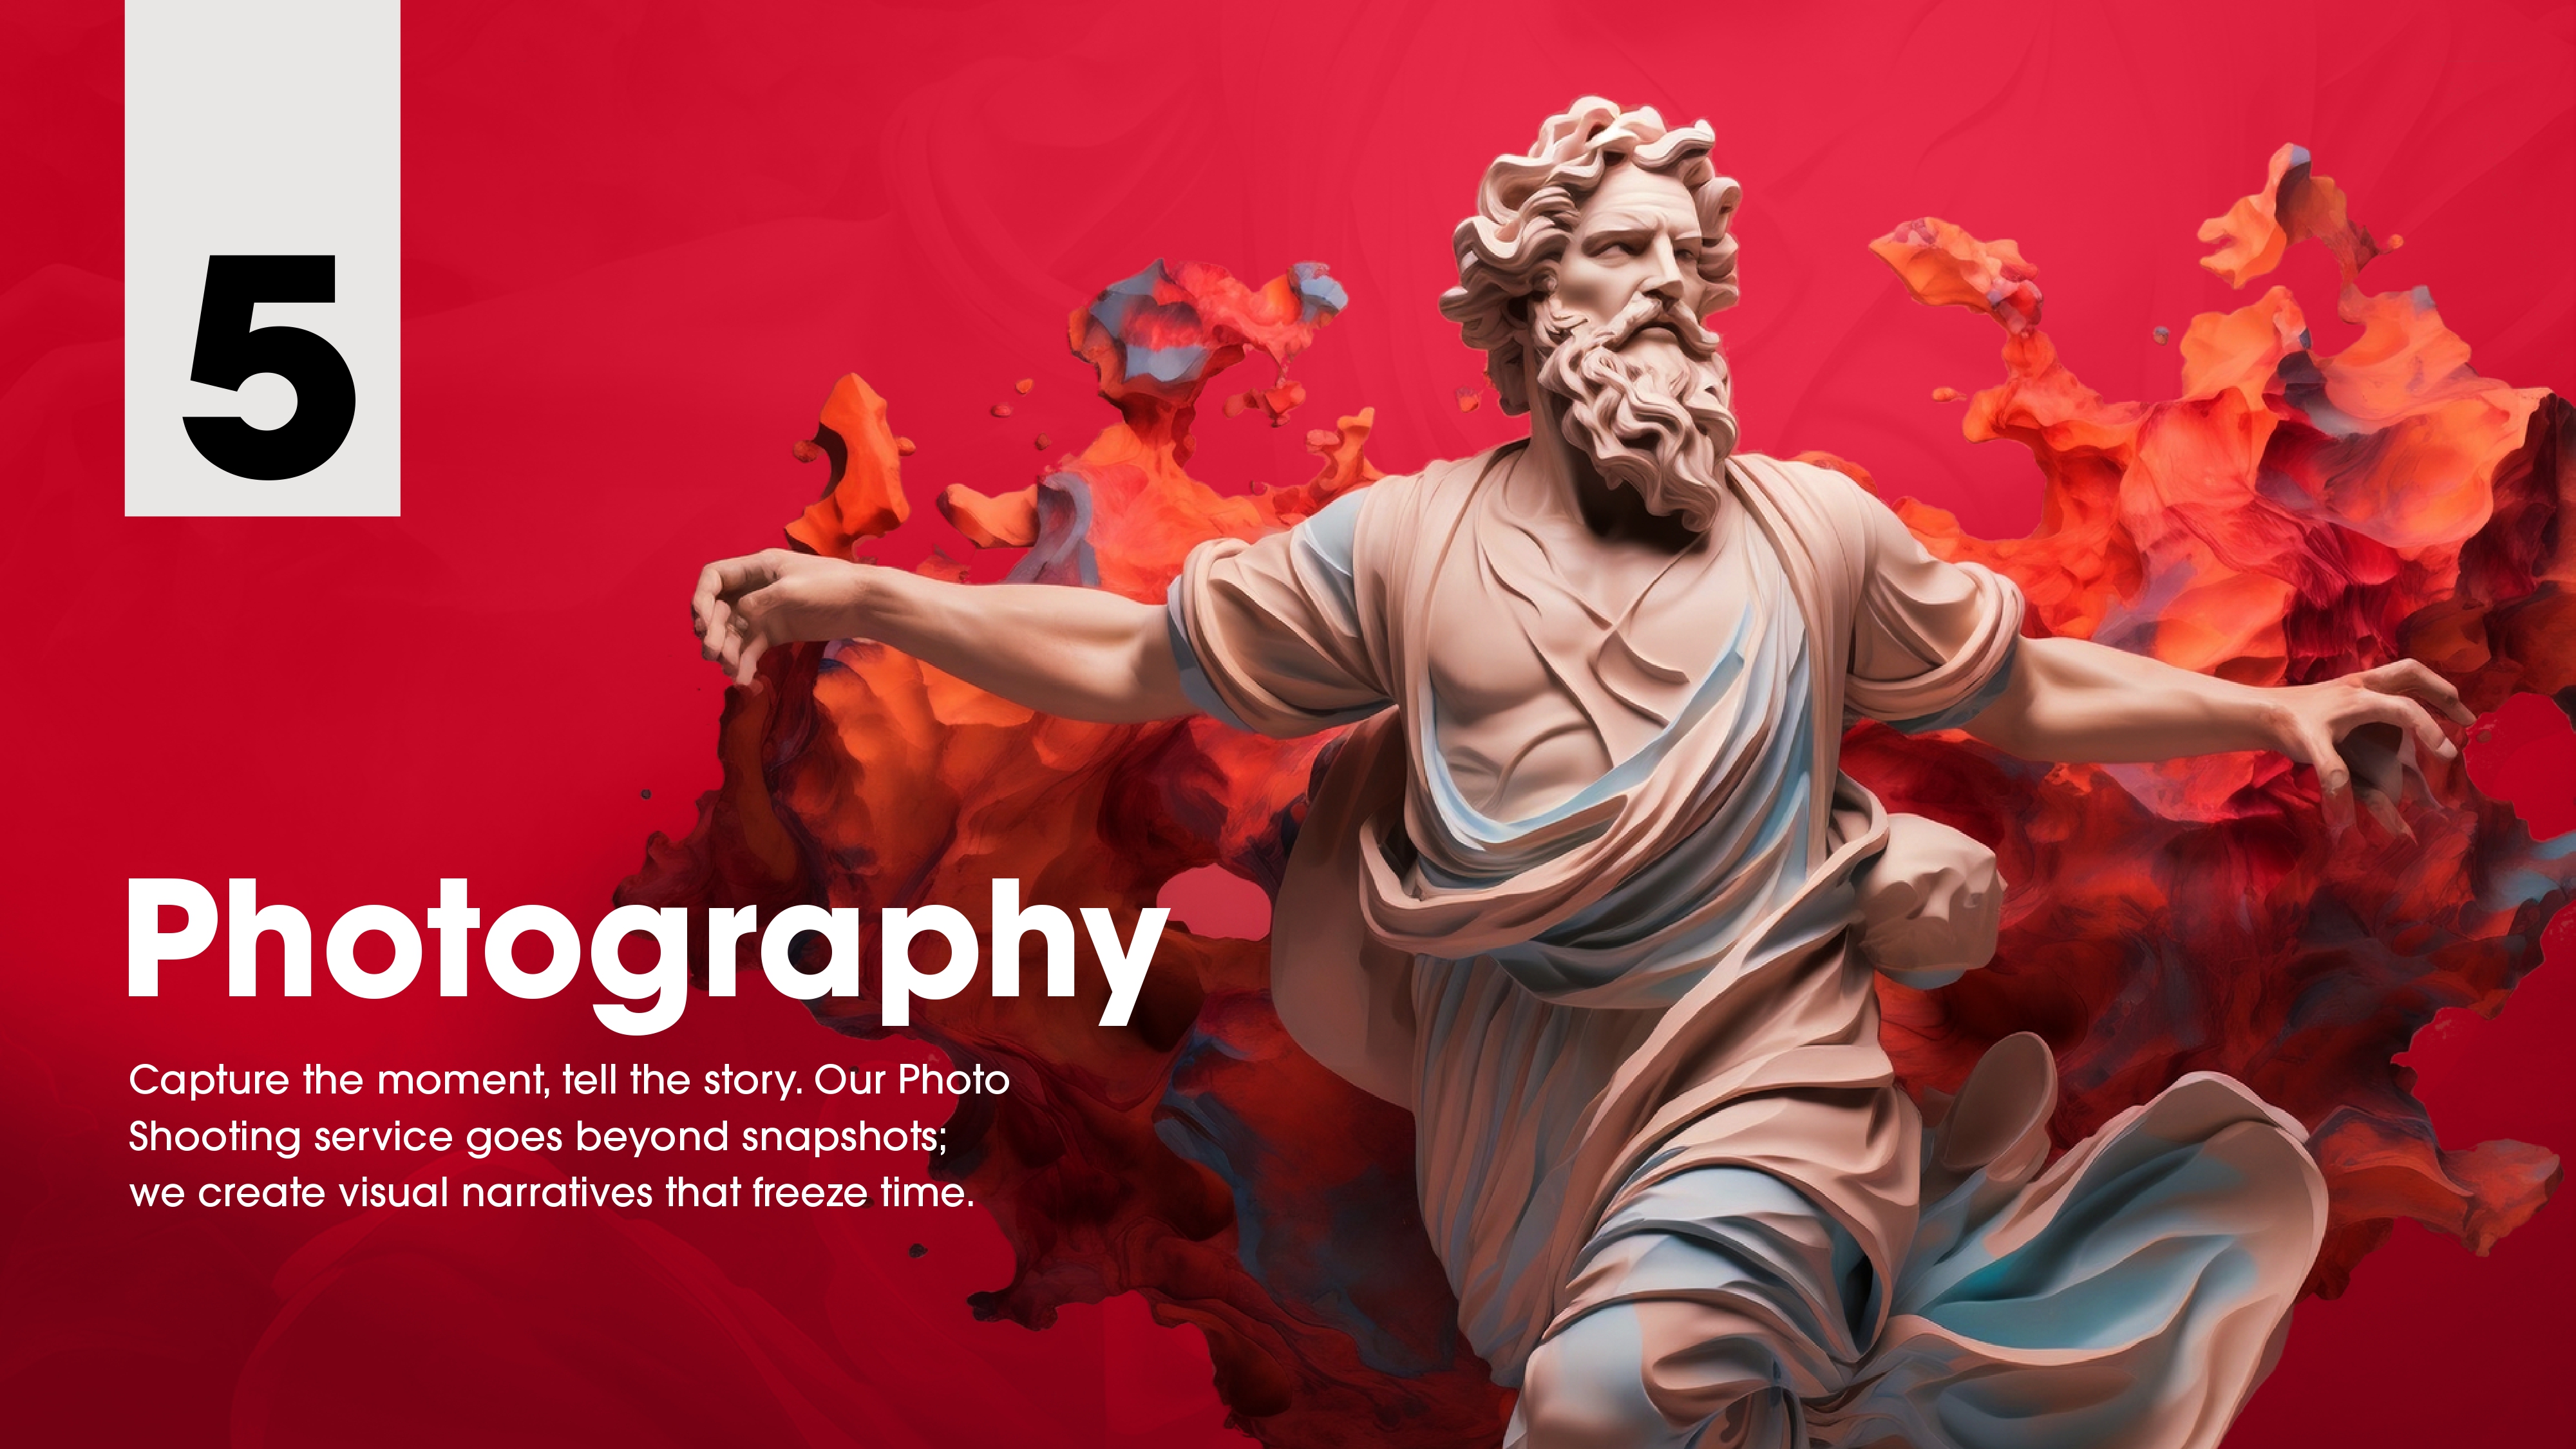 5
Photography
Capture the moment, tell the story. Our Photo
Shooting service goes beyond snapshots;
we create visual narratives that freeze time.